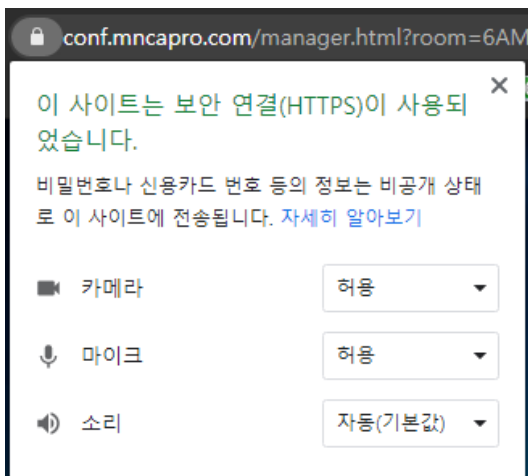 conf.mncapro.com/manager.html?room=6AM
이 사이트는 보안 연결(HTTPS)이 사용되
었습니다.
비밀번호나 신용카드 번호 등의 정보는 비공개 상태
로 이 사이트에 전송됩니다. 자세히 알아보기
카메라 허용
마이크 허용
소리 자동(기본값)